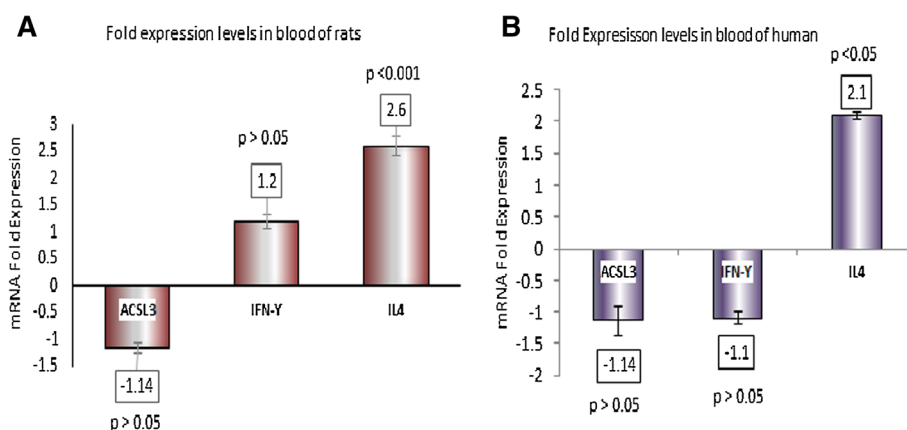 A
Fold expression levels in blood of rats
mRNA Fold Expression
3
2.5
2
1.5
1
0.5
0
-0.5
-1
-1.5
p > 0.05
1.2
p <0.001
2.6
ACSL3
IFN-Y
IL4
-1.14
p > 0.05
B
Fold Expresisson levels in blood of human
mRNA Fold Expression
2.5
2
1.5
1
0.5
0
-0.5
-1
-1.5
-2
p <0.05
2.1
ACSL3
IFN-Y
IL4
-1.14
-1.1
p > 0.05
p > 0.05